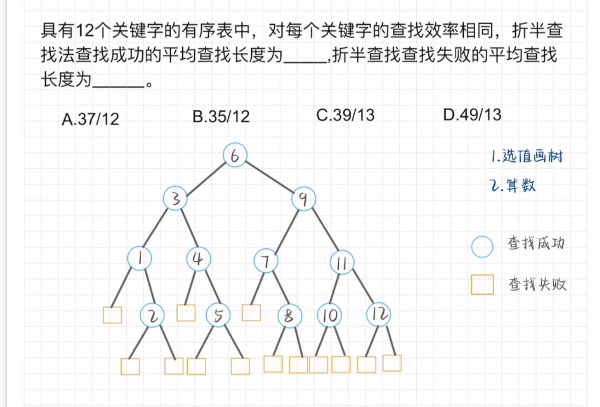 具有12个关键字的有序表中，对每个关键字的查找效率相同，折半查
找法查找成功的平均查找长度为_____,折半查找查找失败的平均查找
长度为______。
A.37/12 B.35/12 C.39/13 D.49/13
6
1.选值画树
2.算数
3 9
1 4 7 11
查找成功
查找失败
2 5 8 10 12